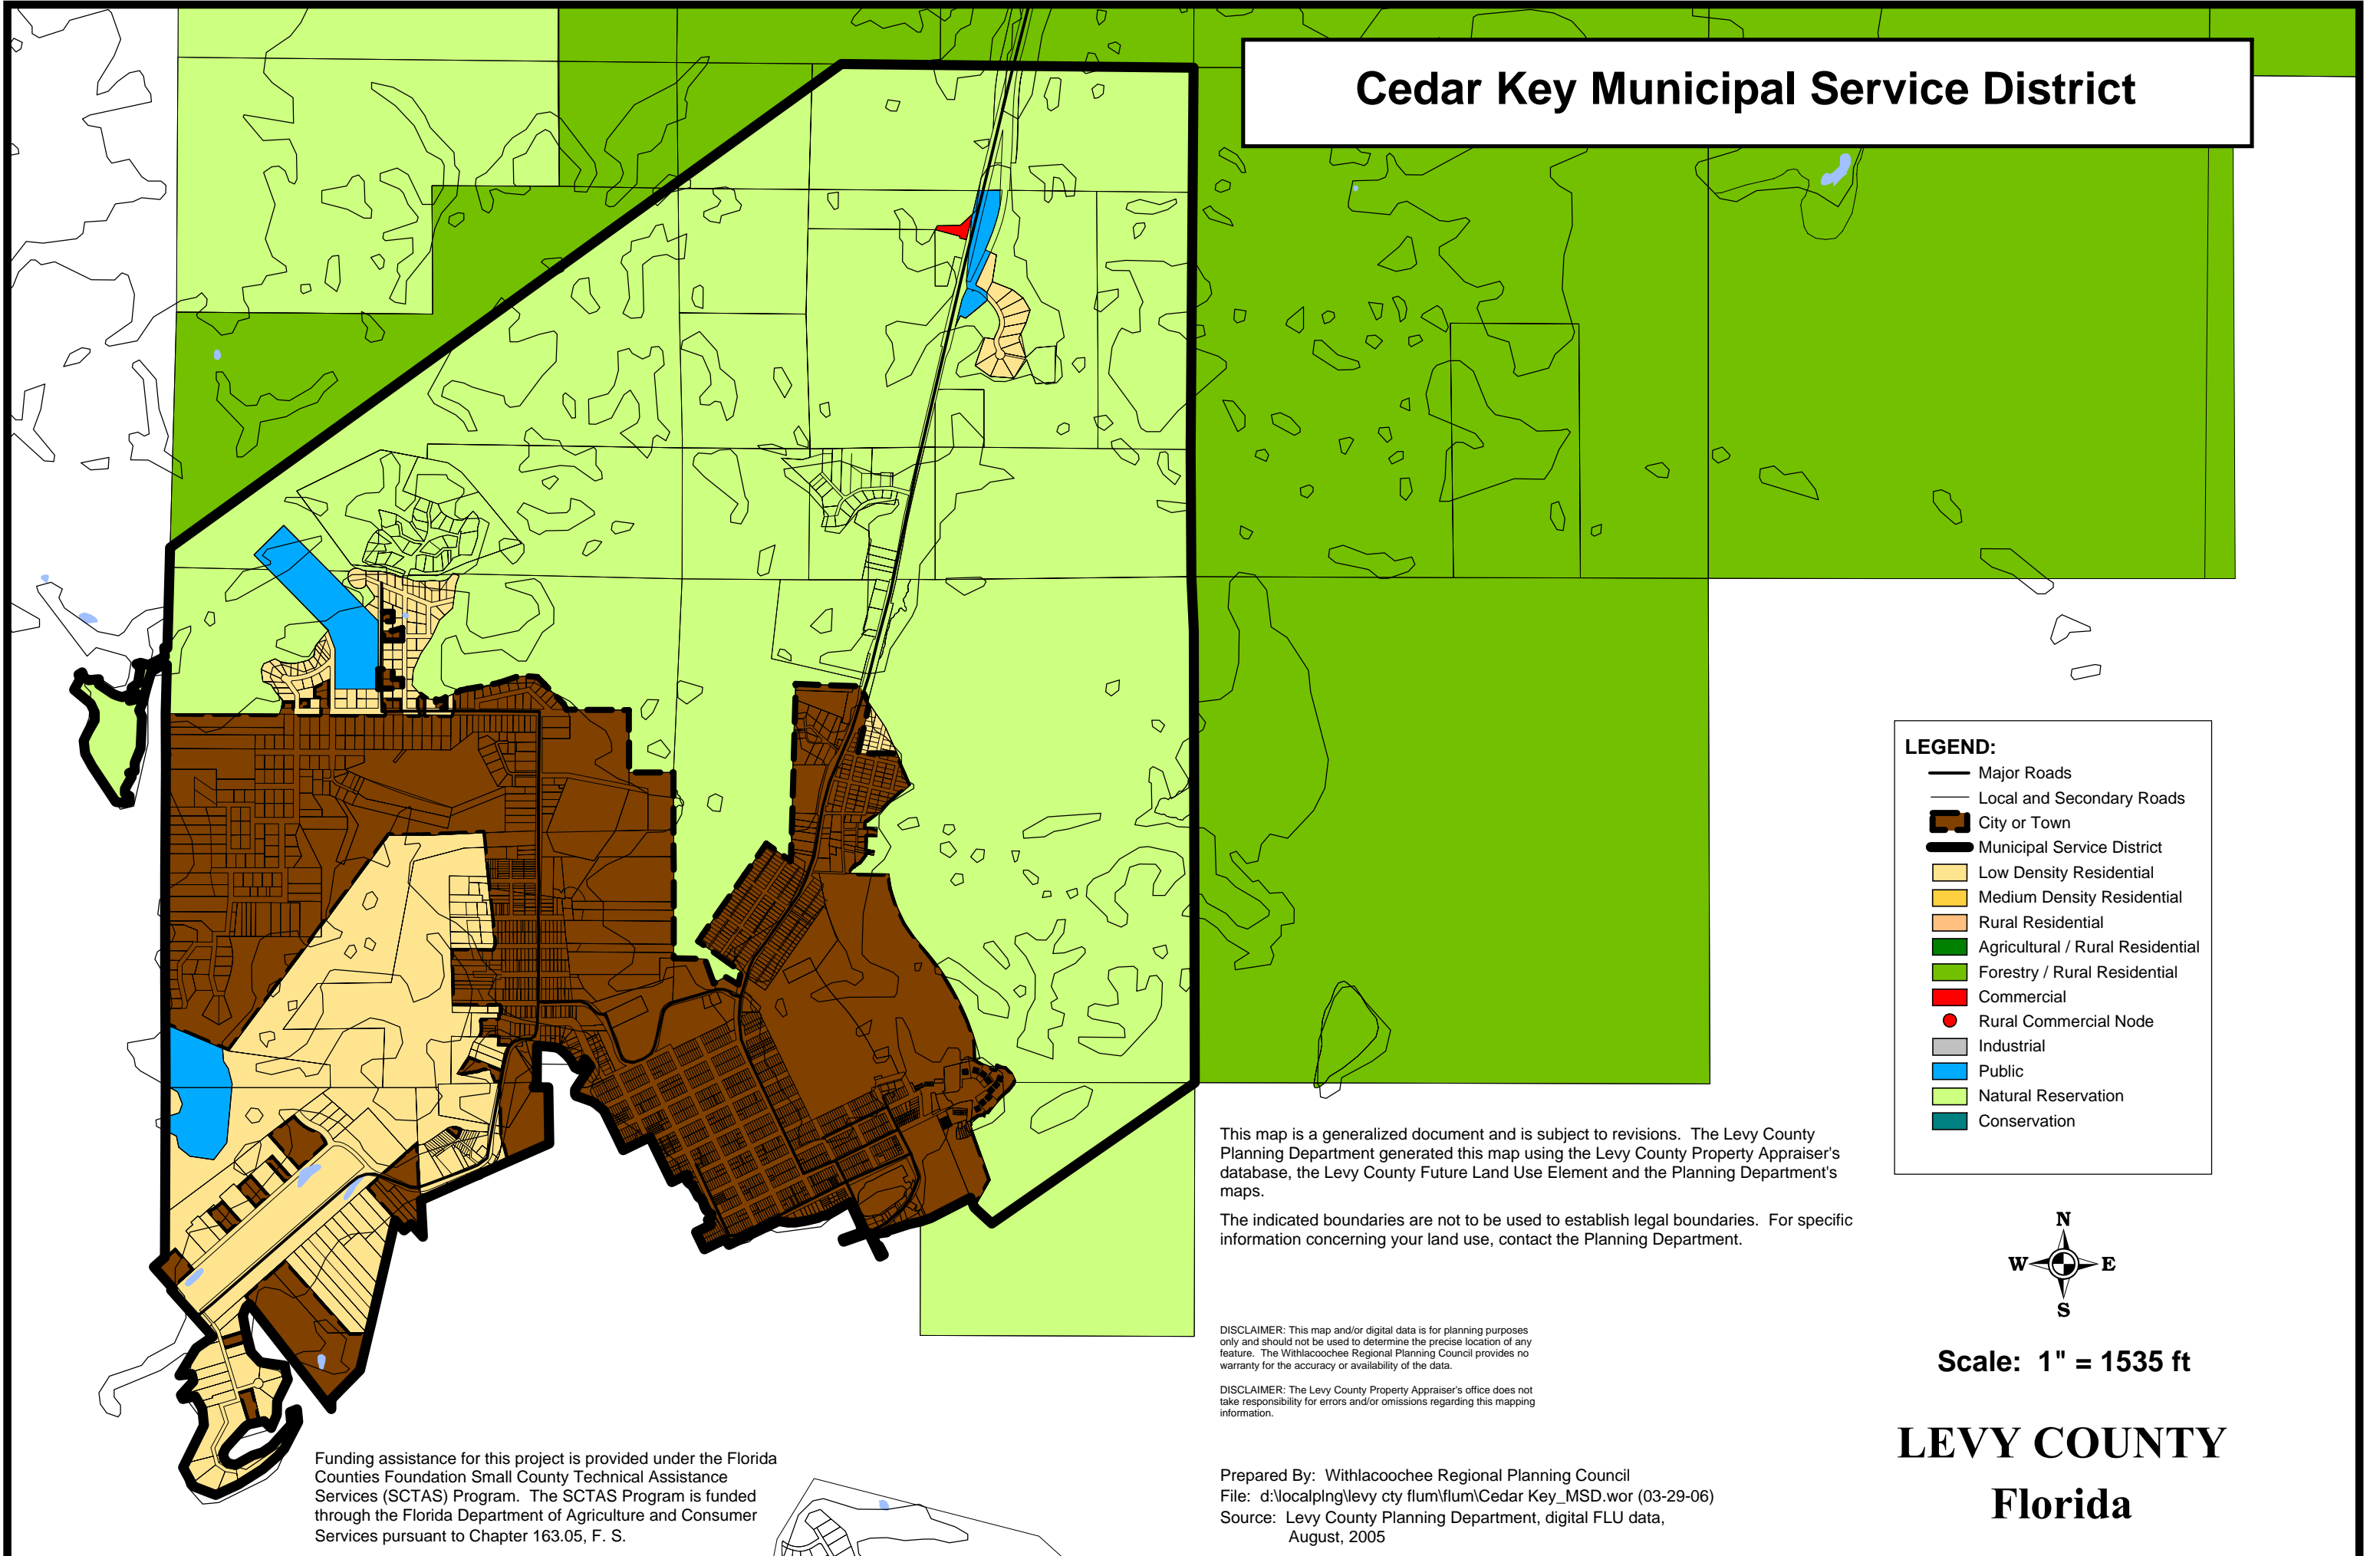 Cedar Key Municipal Service District
LEGEND:
Major Roads
Local and Secondary Roads
City or Town
Municipal Service District
Low Density Residential
Medium Density Residential
Rural Residential
Agricultural / Rural Residential
Forestry / Rural Residential
Commercial
Rural Commercial Node
Industrial
Public
Natural Reservation
Conservation
This map is a generalized document and is subject to revisions. The Levy County
Planning Department generated this map using the Levy County Property Appraiser's
database, the Levy County Future Land Use Element and the Planning Department's
maps.
The indicated boundaries are not to be used to establish legal boundaries. For specific
information concerning your land use, contact the Planning Department.
N
W E
S
DISCLAIMER: This map and/or digital data is for planning purposes
only and should not be used to determine the precise location of any
feature. The Withlacoochee Regional Planning Council provides no
warranty for the accuracy or availability of the data.
DISCLAIMER: The Levy County Property Appraiser's office does not
take responsibility for errors and/or omissions regarding this mapping
information.
Scale: 1" = 1535 ft
LEVY COUNTY
Florida
Funding assistance for this project is provided under the Florida
Counties Foundation Small County Technical Assistance
Services (SCTAS) Program. The SCTAS Program is funded
through the Florida Department of Agriculture and Consumer
Services pursuant to Chapter 163.05, F. S.
Prepared By: Withlacoochee Regional Planning Council
File: d:\localplng\levy cty flum\flum\Cedar Key_MSD.wor (03-29-06)
Source: Levy County Planning Department, digital FLU data,
August, 2005